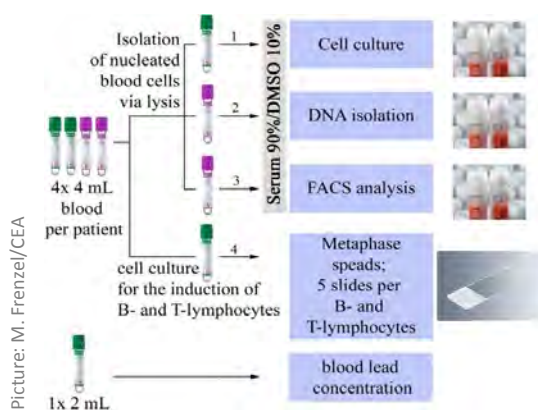 Isolation
of nucleated
blood cells
via lysis
1
2
3
4
4x 4 mL
blood
per patient
cell culture
for the induction of
B- and T-lymphocytes
Serum 90%/DMSO 10%
Cell culture
DNA isolation
FACS analysis
Metaphase
speads;
5 slides per
B- and
T-lymphocytes
blood lead
concentration
1x 2 mL
Picture: M. Frenzel/CEA